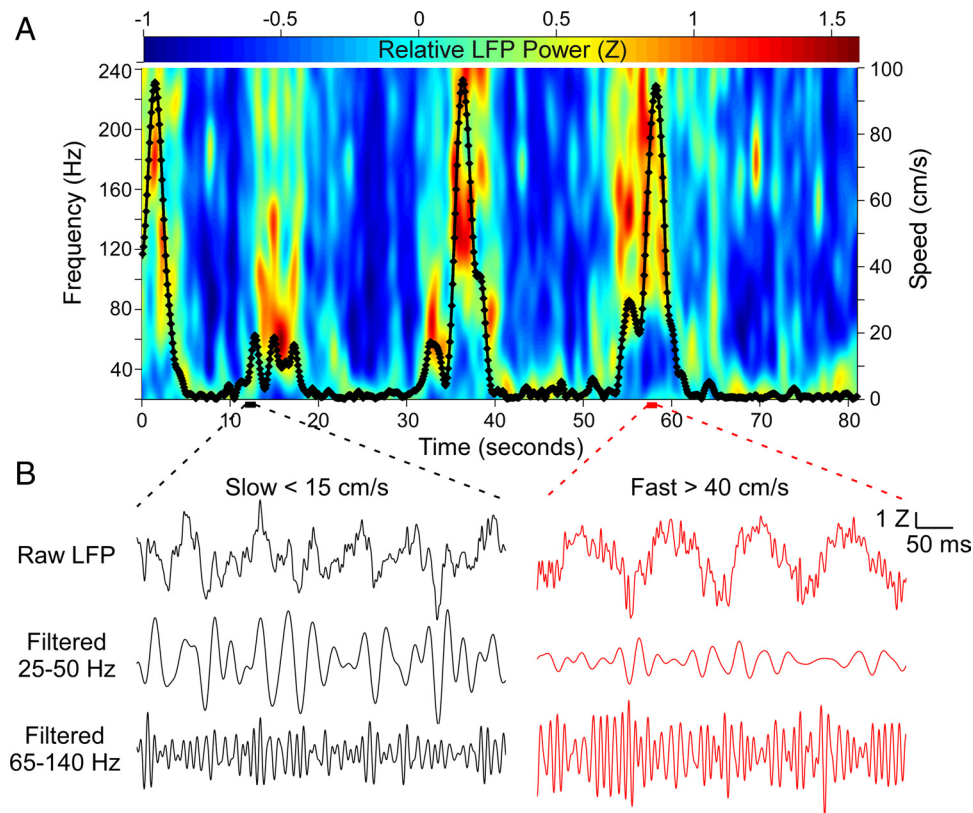 A
-1 -0.5 0 0.5 1 1.5
Relative LFP Power (Z)
240
200
160
120
80
40
Frequency (Hz)
100
80
60
40
20
0
Speed (cm/s)
0 10 20 30 40 50 60 70 80
Time (seconds)
B
Slow < 15 cm/s
Fast > 40 cm/s
1 Z
50 ms
Raw LFP
Filtered
25-50 Hz
Filtered
65-140 Hz